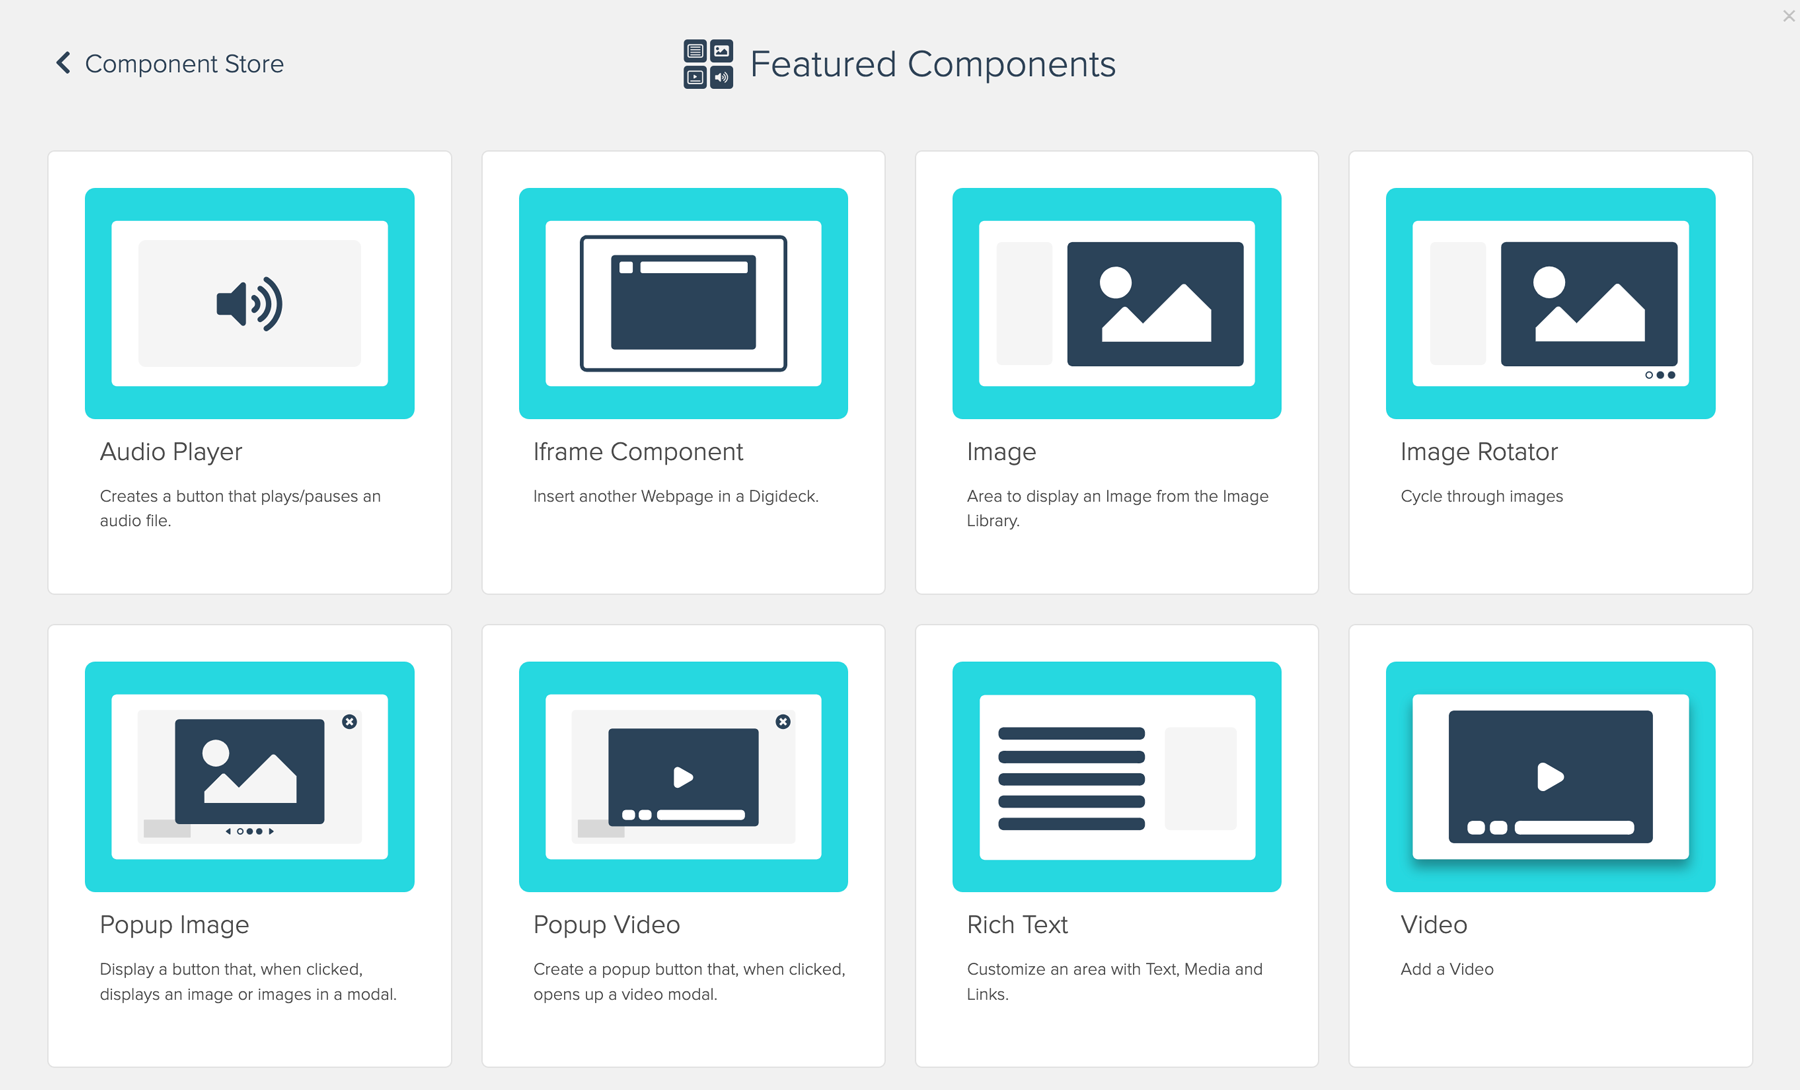 Component Store
Featured Components
Audio Player
Creates a button that plays/pauses an
audio file.
Iframe Component
Insert another Webpage in a Digideck.
Image
Area to display an Image from the Image
Library.
Image Rotator
Cycle through images
Popup Image
Display a button that, when clicked,
displays an image or images in a modal.
Popup Video
Create a popup button that, when clicked,
opens up a video modal.
Rich Text
Customize an area with Text, Media and
Links.
Video
Add a Video